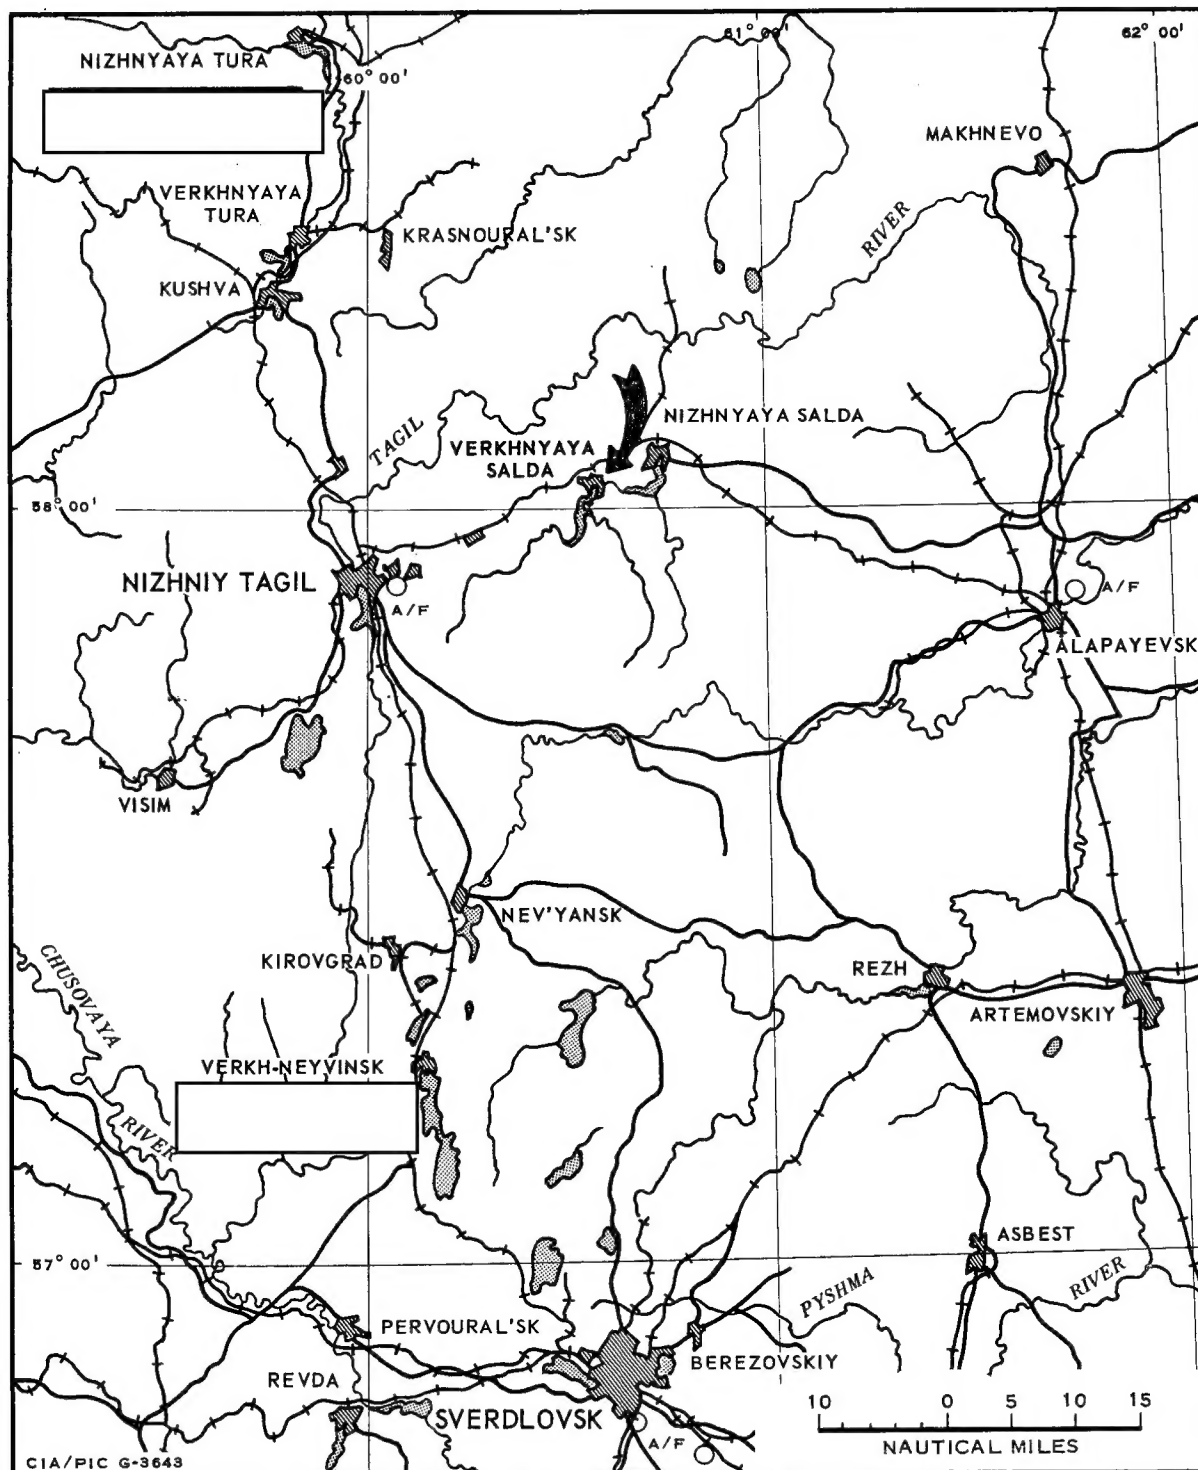 61° 00'
62° 00'
NIZHNYAYA TURA
60° 00'
MAKHNEVO
VERKHNYAYA
TURA
KRASNOURAL'SK
RIVER
KUSHVA
NIZHNYAYA SALDA
TAGIL
VERKHNYAYA
SALDA
58° 00'
NIZHNIY TAGIL
A/F
A/F
ALAPAYEVSK
VISIM
NEV'YANSK
KIROVGRAD
REZH
CHUSOVAYA
RIVER
ARTEMOVSKIY
VERKH-NEYVINSK
ASBEST
57° 00'
PYSHMA
RIVER
PERVOURAL'SK
BEREZOVSKIY
REVDA
SVERDLOVSK
A/F
10 0 5 10 15
NAUTICAL MILES
CIA/PIC G-3643